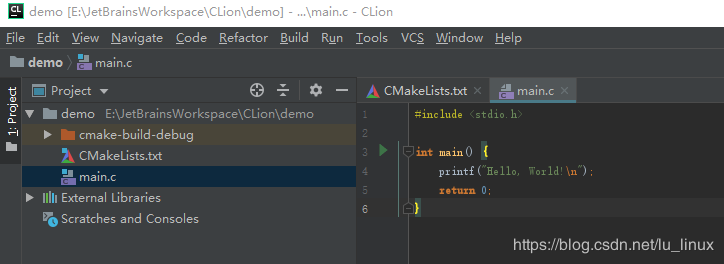 CL demo [E:\JetBrainsWorkspace\CLion\demo] - ...\main.c - CLion
File Edit View Navigate Code Refactor Build Run Tools VCS Window Help
demo main.c
1: Project
Project
demo E:\JetBrainsWorkspace\CLion\demo
cmake-build-debug
CMakeLists.txt
main.c
External Libraries
Scratches and Consoles
CMakeLists.txt main.c
1 #include <stdio.h>
2
3 int main() {
4 printf("Hello, World!\n");
5 return 0;
6 }
https://blog.csdn.net/lu_linux